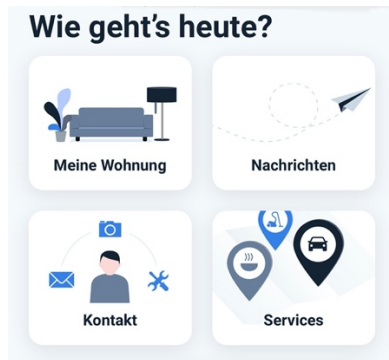 Wie geht's heute?
Meine Wohnung
Nachrichten
Kontakt
Services